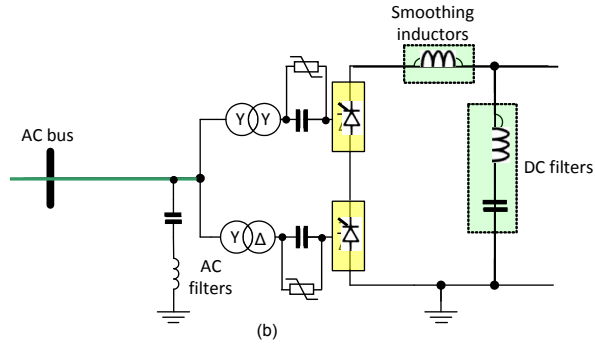 Smoothing
inductors
AC bus
Y Y
DC filters
Y Δ
AC
filters
(b)